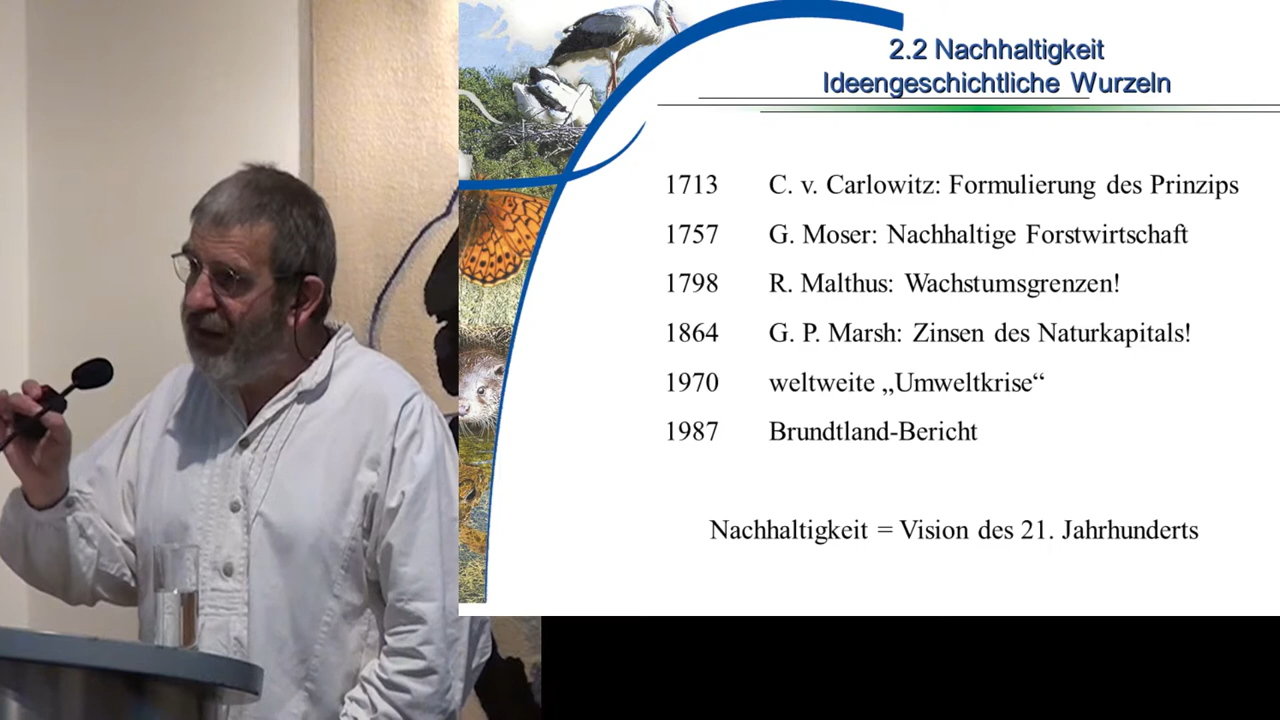 2.2 Nachhaltigkeit
Ideengeschichtliche Wurzeln
1713 C. v. Carlowitz: Formulierung des Prinzips
1757 G. Moser: Nachhaltige Forstwirtschaft
1798 R. Malthus: Wachstumsgrenzen!
1864 G. P. Marsh: Zinsen des Naturkapitals!
1970 weltweite „Umweltkrise“
1987 Brundtland-Bericht
Nachhaltigkeit = Vision des 21. Jahrhunderts